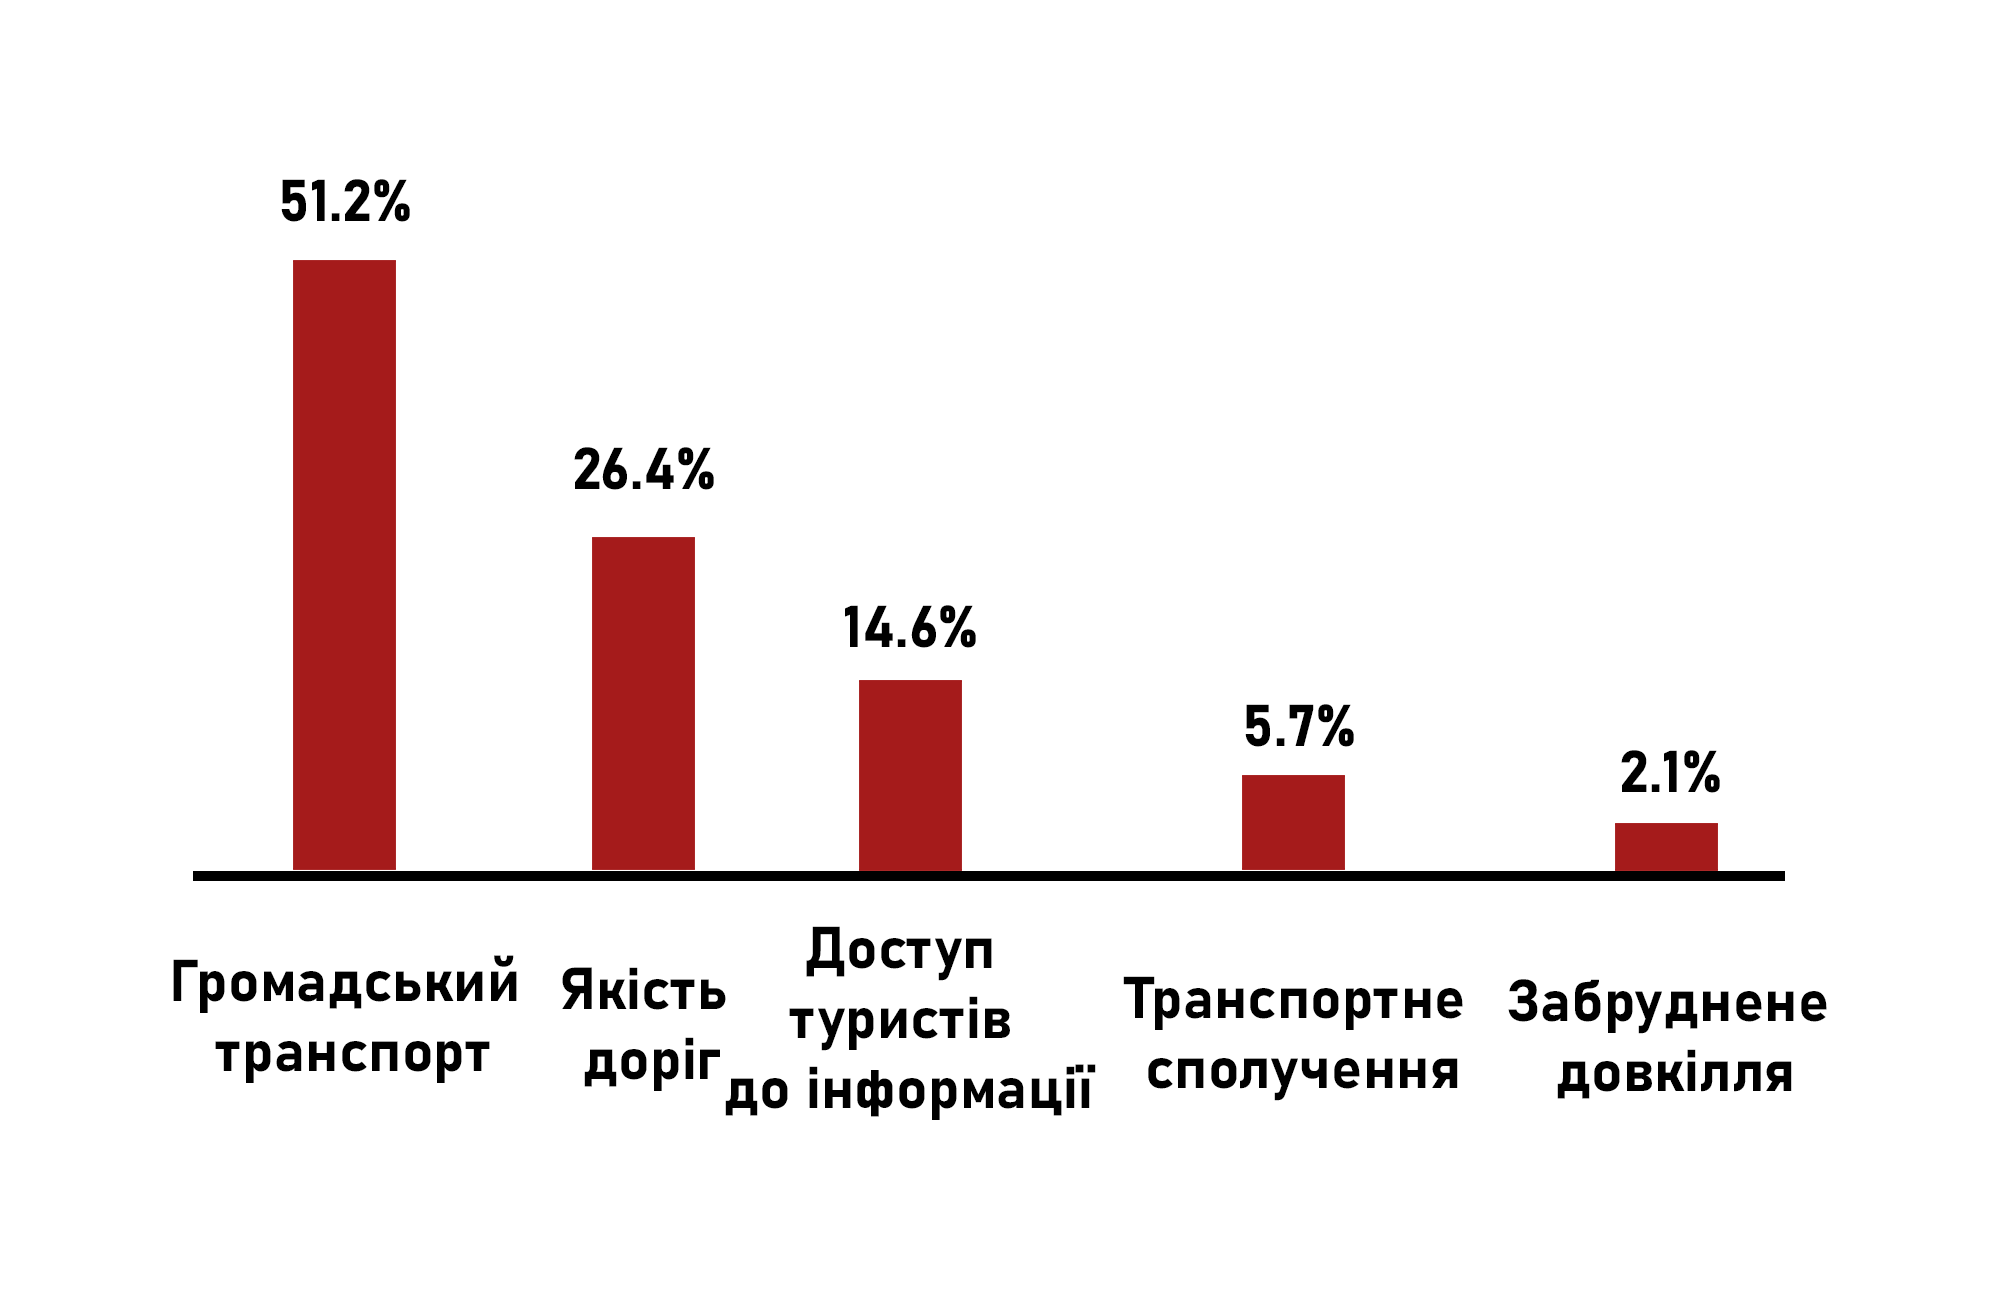 51.2%
26.4%
14.6%
5.7%
2.1%
Громадський
транспорт
Якість
доріг
Доступ
туристів
до інформації
Транспортне
сполучення
Забруднене
довкілля